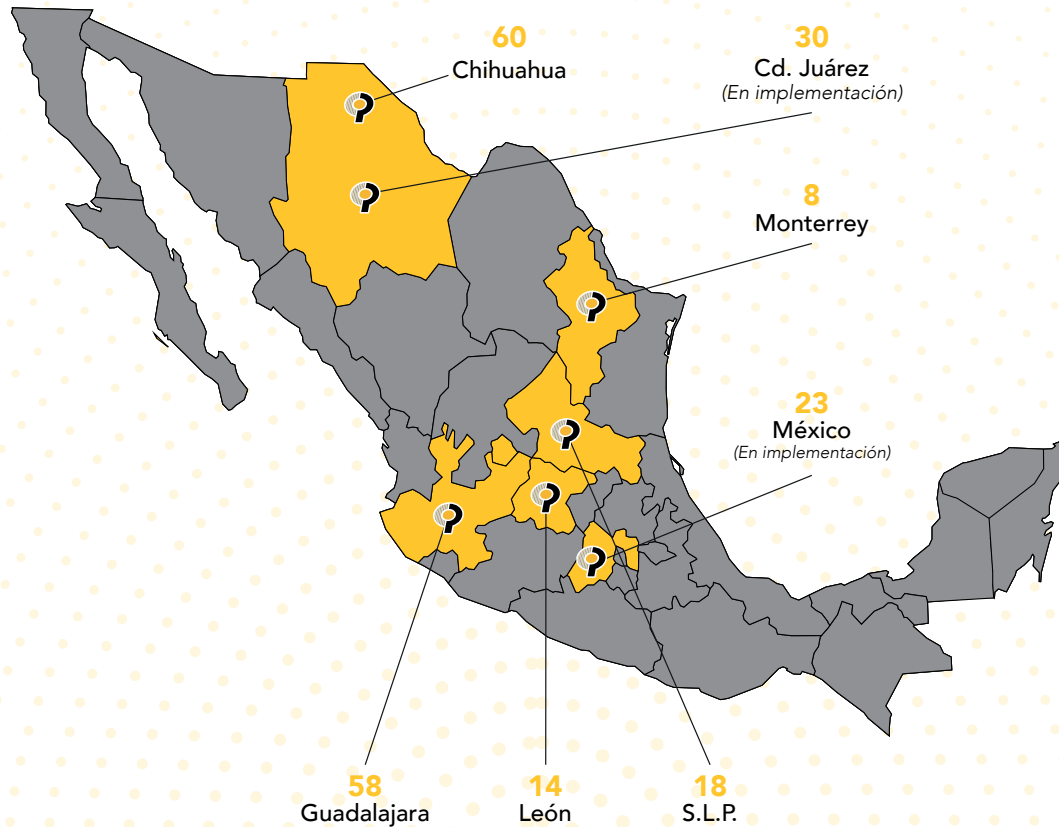 60
Chihuahua
30
Cd. Juárez
(En implementación)
8
Monterrey
23
México
(En implementación)
58
Guadalajara
14
León
18
S.L.P.